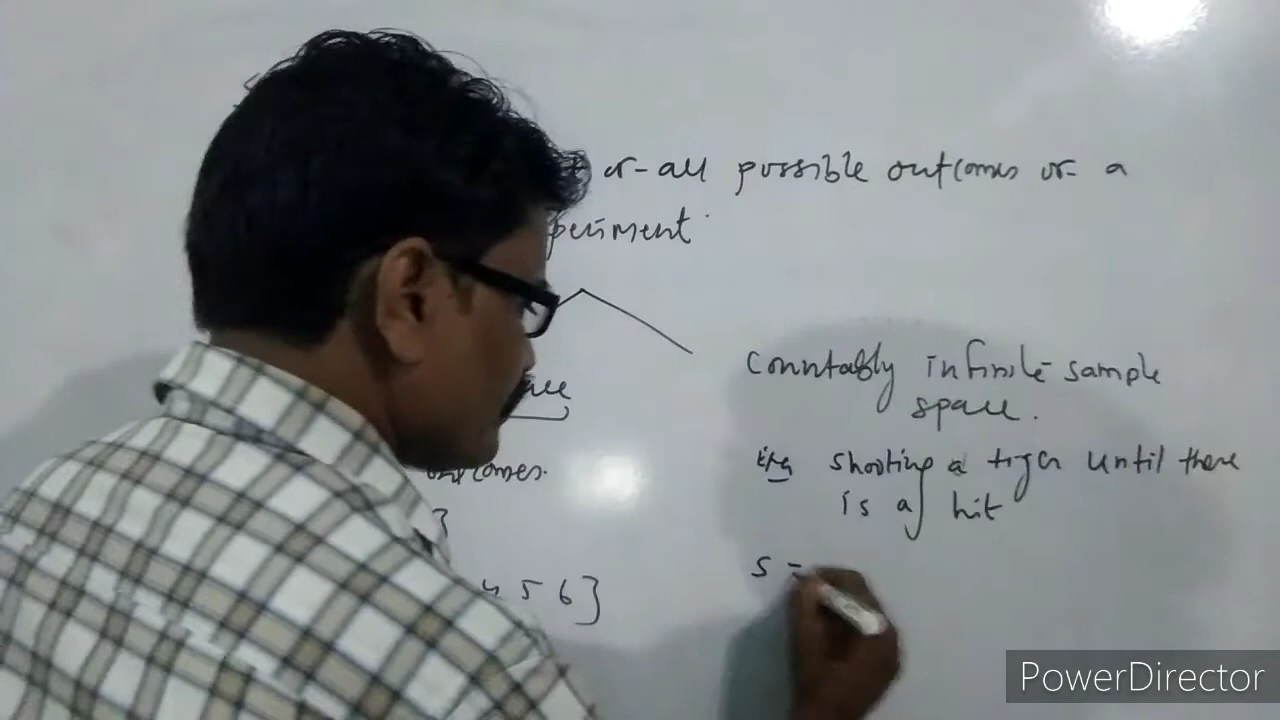 or all possible outcomes or a
periment
Countably infinite sample
space.
Eg shooting a tiger until there
is a hit
outcomes.
}
4 5 6 }
S =
PowerDirector